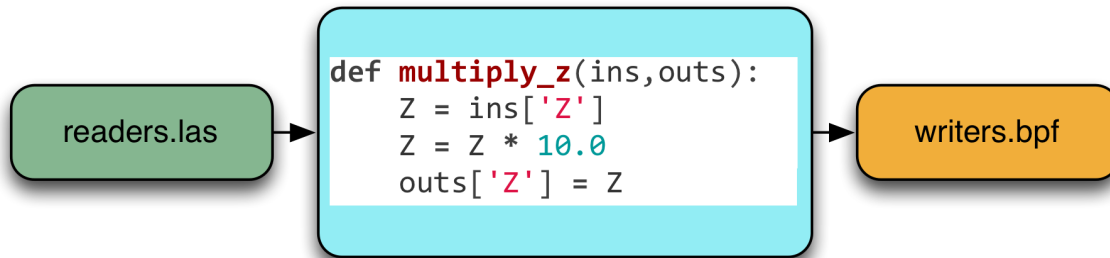 readers.las
def multiply_z(ins,outs):
    Z = ins['Z']
    Z = Z * 10.0
    outs['Z'] = Z
writers.bpf